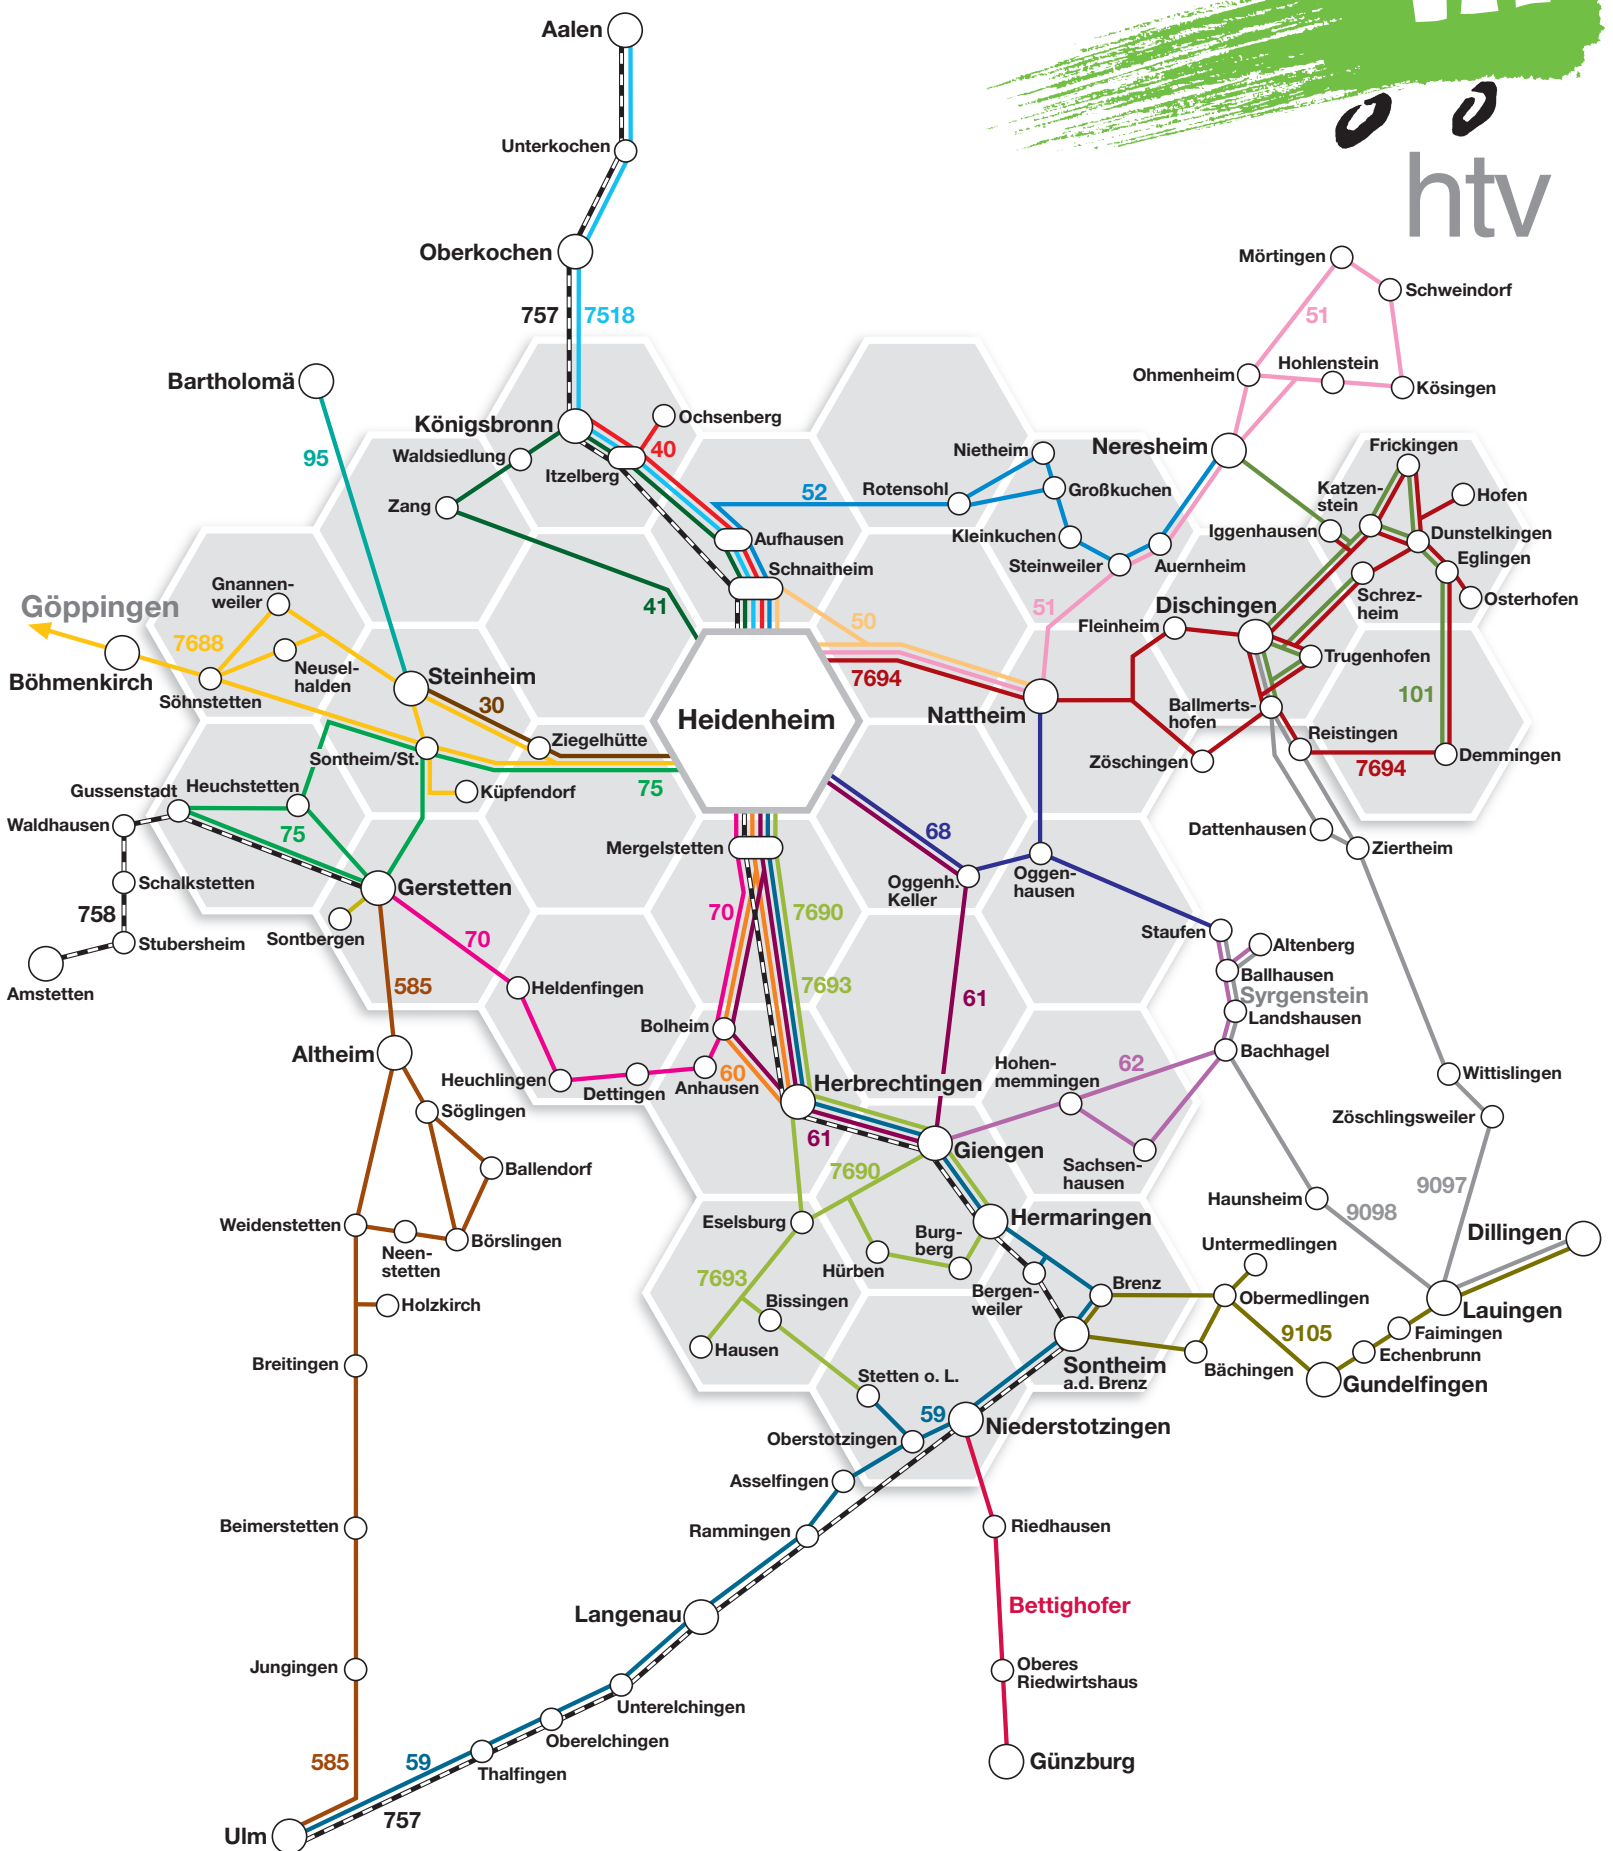 Aalen
Unterkochen
Oberkochen
757
7518
htv
Mörtingen
Schweindorf
51
Ohmenheim
Hohlenstein
Kösingen
Bartholomä
95
Königsbronn
Ochsenberg
40
Waldsiedlung
Itzelberg
Zang
52
Rotensohl
Nietheim
Großkuchen
Kleinkuchen
Steinweiler
Auernheim
Neresheim
Frickingen
Katzen-
stein
Hofen
Iggenhausen
Dunstelkingen
Eglingen
Schrez-
heim
Osterhofen
Aufhausen
Schnaitheim
Gnannen-
weiler
Göppingen
7688
41
50
51
Dischingen
Fleinheim
Trugenhofen
Neusel-
halden
Böhmenkirch
Söhnstetten
Steinheim
30
Heidenheim
7694
Nattheim
Ballmerts-
hofen
101
Reistingen
Zöschingen
7694
Demmingen
Ziegelhütte
Sontheim/St.
75
Küpfendorf
Heuchstetten
Gussenstadt
Waldhausen
75
Mergelstetten
68
Dattenhausen
Ziertheim
Schalkstetten
Gerstetten
Oggenh.
Keller
Oggen-
hausen
758
Stubersheim
Sontbergen
70
70
7690
Staufen
Altenberg
Amstetten
585
Heldenfingen
7693
61
Ballhausen
Syrgenstein
Landshausen
Bolheim
Altheim
Bachhagel
Hohen-
memmingen
62
Heuchlingen
Dettingen
Anhausen
60
Herbrechtingen
Wittislingen
Söglingen
61
Giengen
Zöschlingsweiler
Ballendorf
7690
Sachsen-
hausen
Haunsheim
9097
9098
Weidenstetten
Neen-
stetten
Börslingen
Eselsburg
Burg-
berg
Hürben
Hermaringen
Dillingen
Untermedlingen
7693
Bissingen
Bergen-
weiler
Brenz
Obermedlingen
Lauingen
Holzkirch
Hausen
9105
Faimingen
Echenbrunn
Breitingen
Sontheim
a.d. Brenz
Bächingen
Gundelfingen
Stetten o. L.
59
Niederstotzingen
Oberstotzingen
Asselfingen
Beimerstetten
Rammingen
Riedhausen
Langenau
Bettighofer
Jungingen
Oberes
Riedwirtshaus
Unterelchingen
Oberelchingen
585
59
Thalfingen
Günzburg
757
Ulm